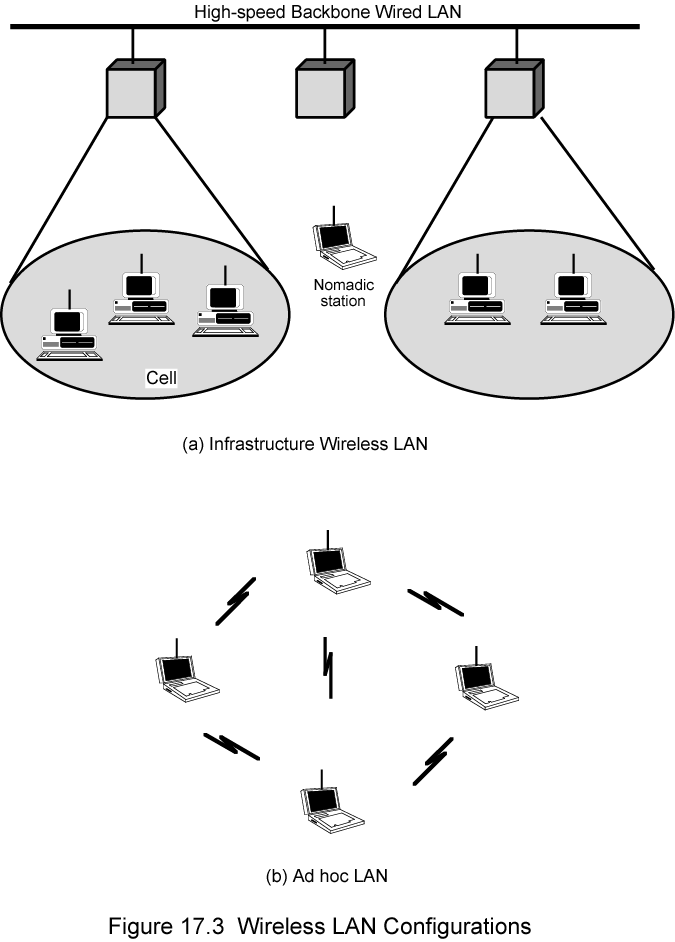 High-speed Backbone Wired LAN
Nomadic
station
Cell
(a) Infrastructure Wireless LAN
(b) Ad hoc LAN
Figure 17.3 Wireless LAN Configurations